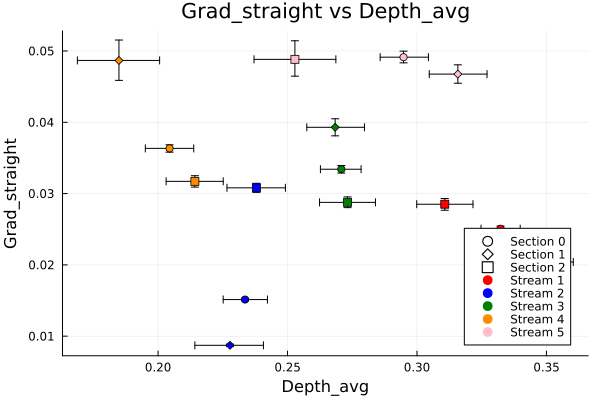 Grad_straight vs Depth_avg
Grad_straight
0.05
0.04
0.03
0.02
0.01
0.20
0.25
0.30
0.35
Depth_avg
Section 0
Section 1
Section 2
Stream 1
Stream 2
Stream 3
Stream 4
Stream 5